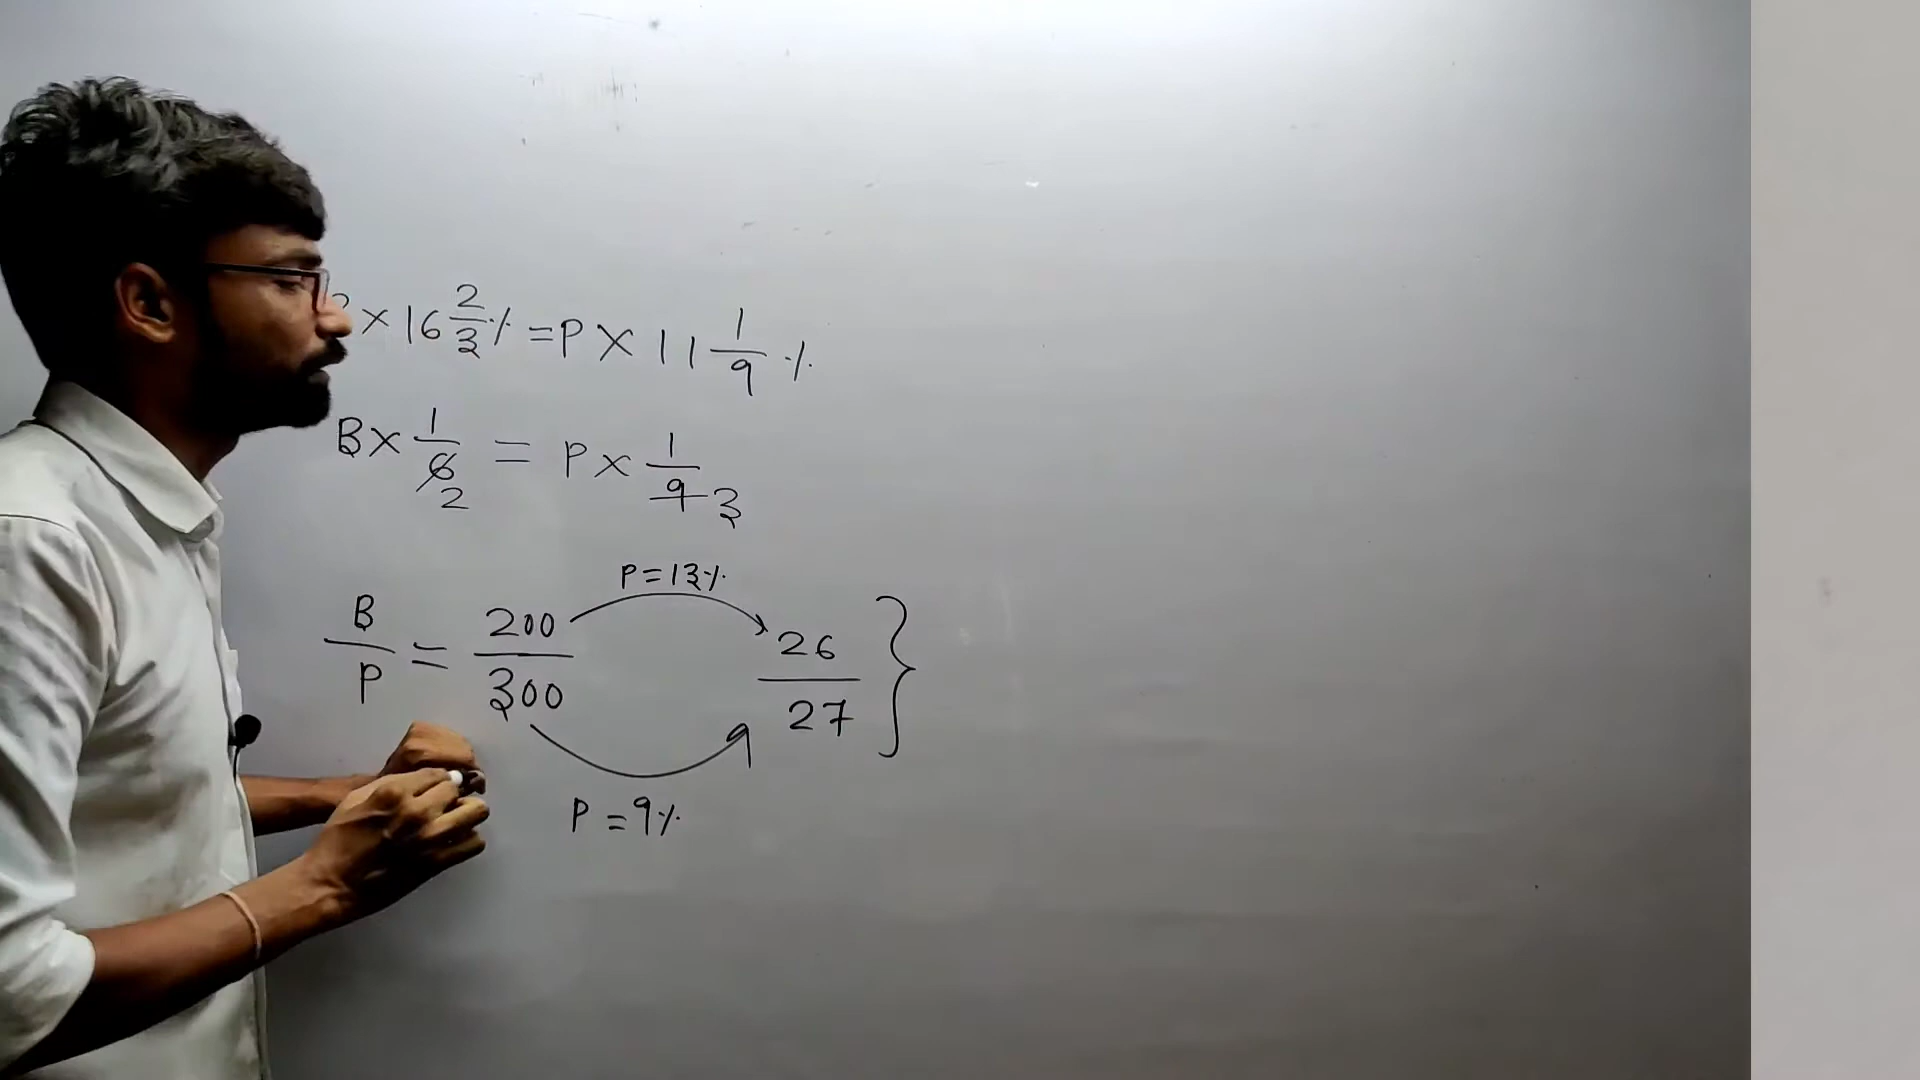 × 16 2/3 % = P × 11 1/9 %
B × 1/6 2 = P × 1/9 3
P = 13%
B/P = 200/300 26/27 }
P = 9%